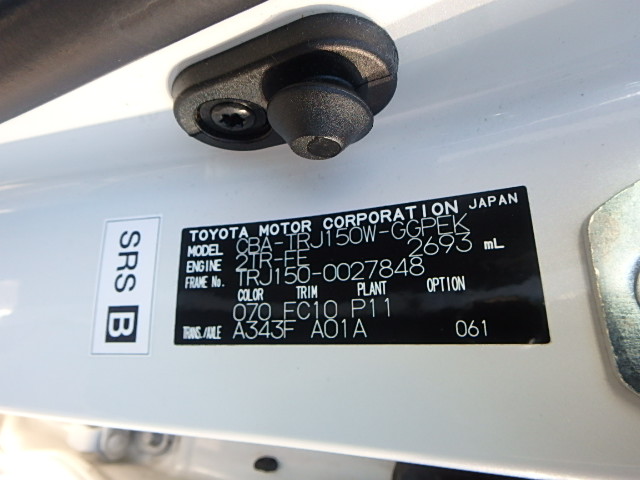 TOYOTA MOTOR CORPORATION JAPAN
MODEL CBA-TRJ150W-GGPEK
ENGINE 2TR-FE 2693 mL
FRAME No. TRJ150-0027848
COLOR TRIM PLANT OPTION
070 FC10 P11
TRANS./AXLE A343F A01A 061
SRS B